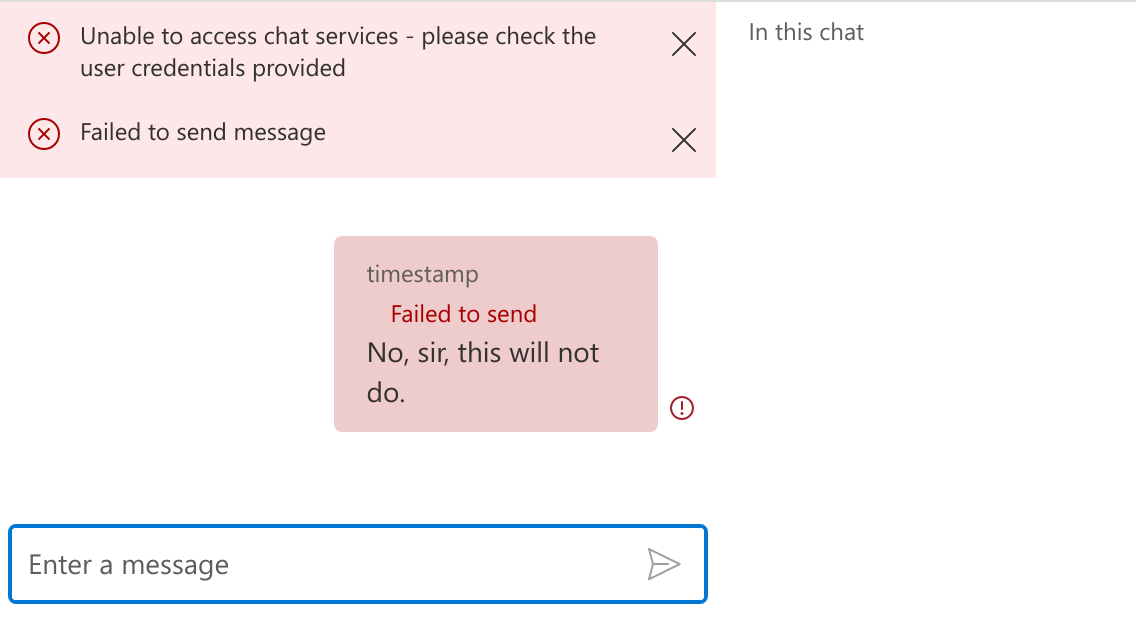 Unable to access chat services - please check the
user credentials provided
Failed to send message
In this chat
timestamp
Failed to send
No, sir, this will not
do.
Enter a message